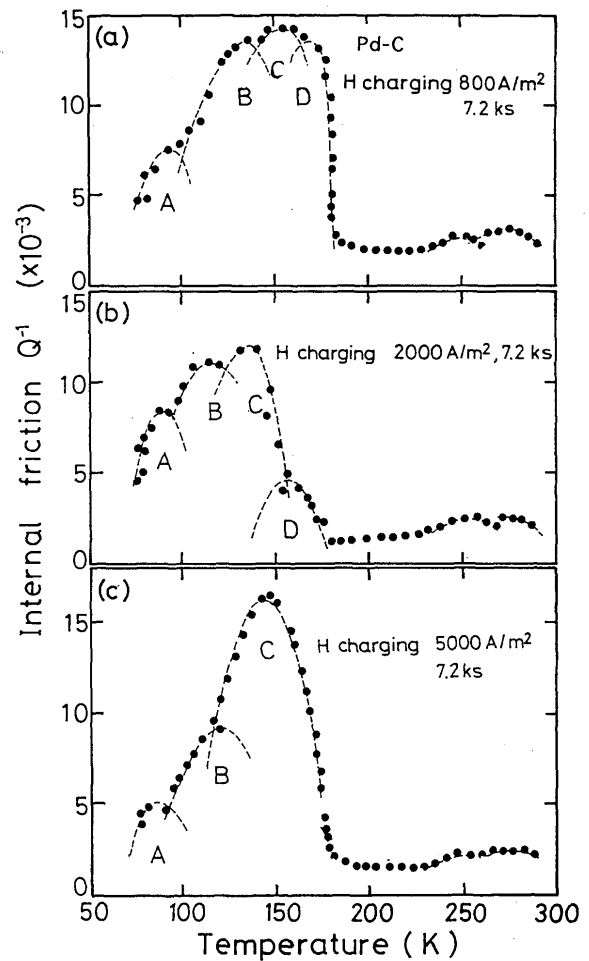 (a)
Pd-C
H charging 800A/m²
7.2 ks
B C D
A
15
10
5
0
(b)
H charging 2000 A/m², 7.2 ks
A
B
C
D
15
10
5
0
(c)
H charging 5000 A/m²
7.2 ks
C
B
A
15
10
5
0
50 100 150 200 250 300
Temperature (K)
Internal friction Q⁻¹ (x10⁻³)